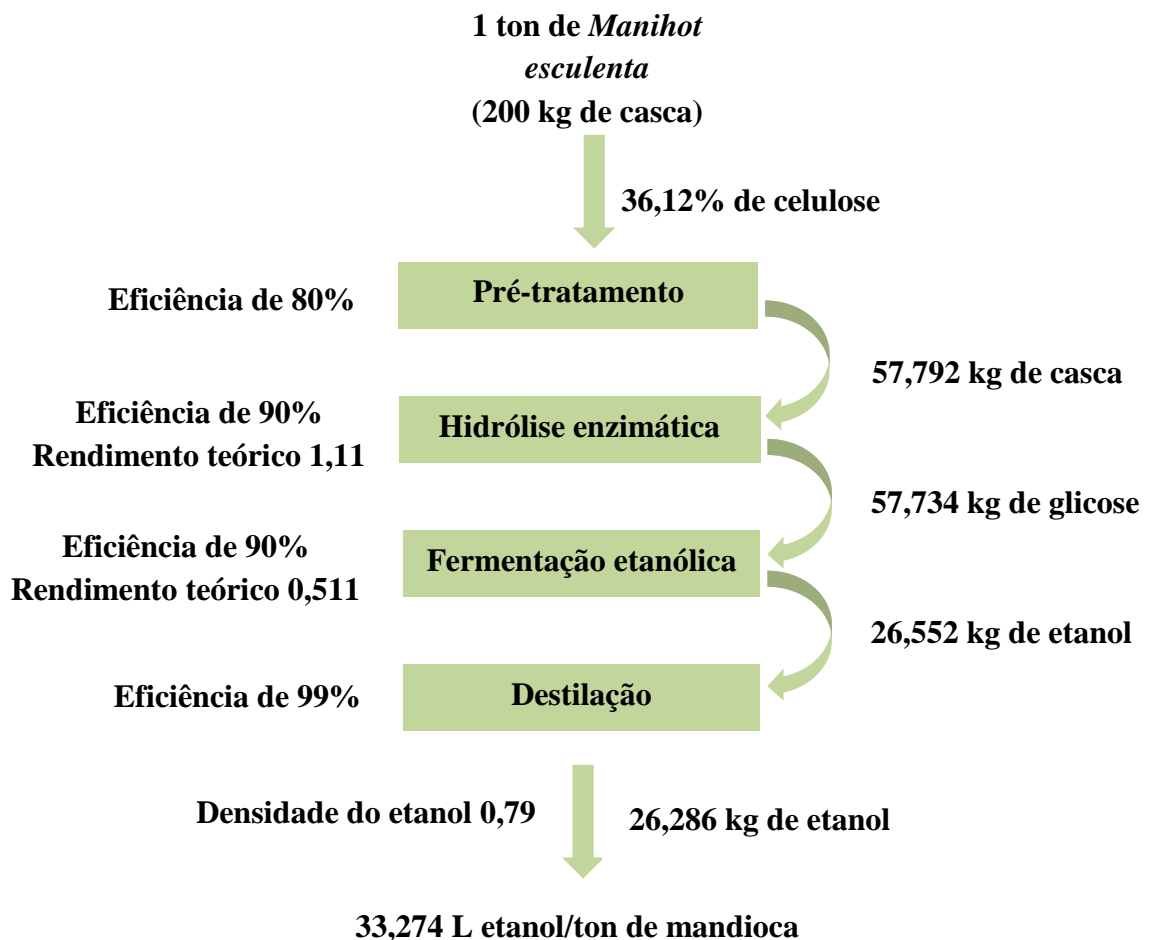 1 ton de Manihot
esculenta
(200 kg de casca)
36,12% de celulose
Eficiência de 80%
Pré-tratamento
57,792 kg de casca
Eficiência de 90%
Rendimento teórico 1,11
Hidrólise enzimática
57,734 kg de glicose
Eficiência de 90%
Rendimento teórico 0,511
Fermentação etanólica
26,552 kg de etanol
Eficiência de 99%
Destilação
Densidade do etanol 0,79
26,286 kg de etanol
33,274 L etanol/ton de mandioca